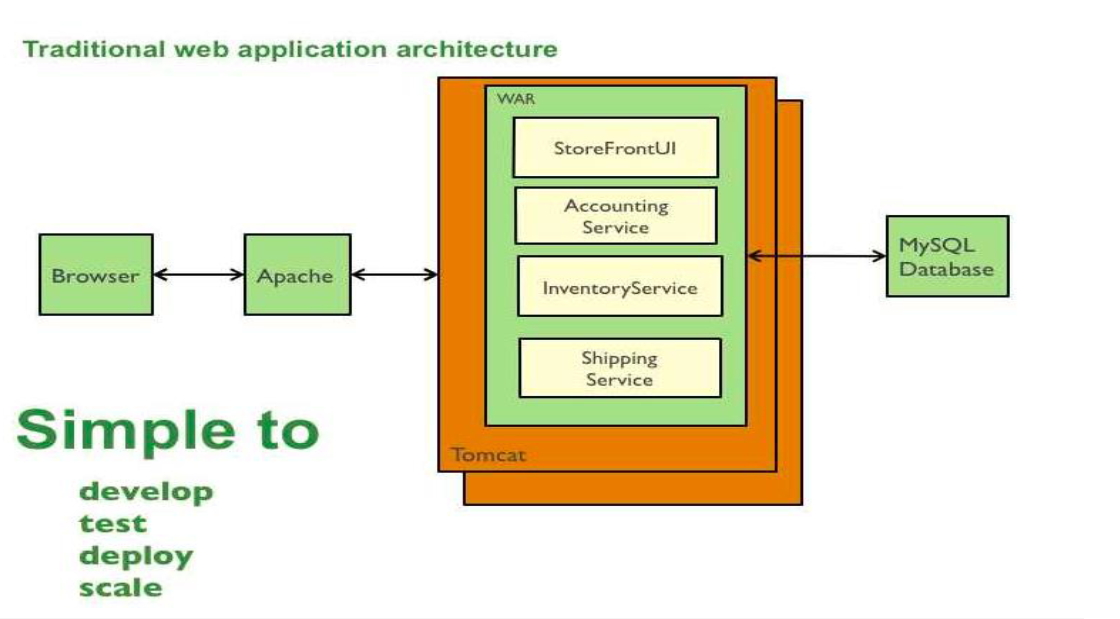 Traditional web application architecture
WAR
StoreFrontUI
Accounting
Service
InventoryService
Shipping
Service
Tomcat
Browser
Apache
MySQL
Database
Simple to
develop
test
deploy
scale